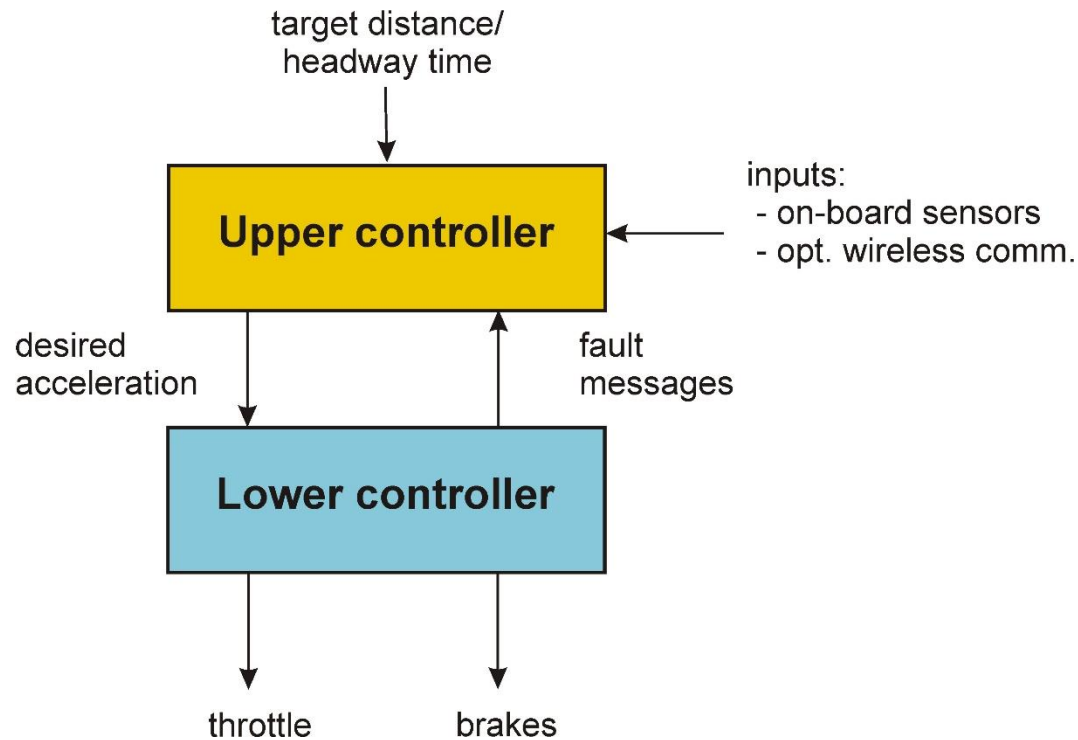 target distance/
headway time
Upper controller
inputs:
- on-board sensors
- opt. wireless comm.
desired
acceleration
fault
messages
Lower controller
throttle
brakes